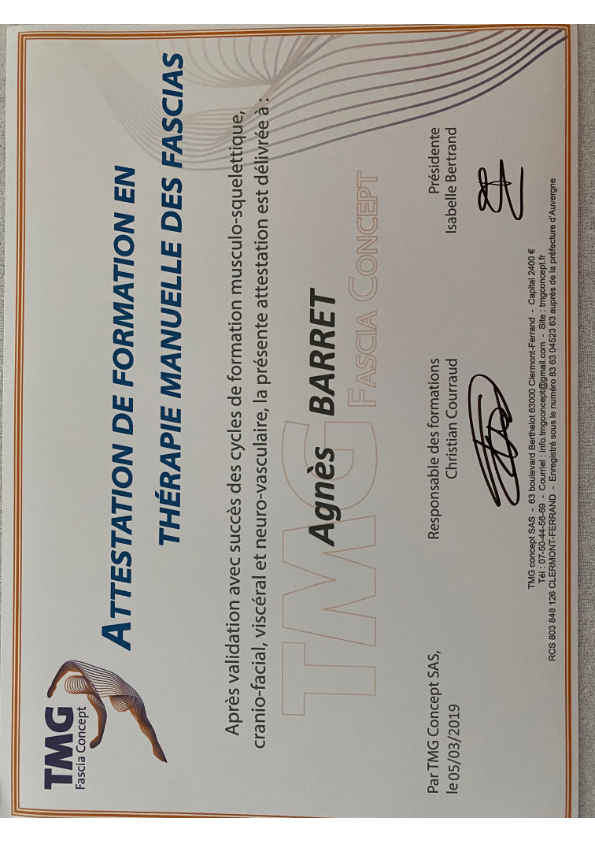 TMG
Fascia Concept
ATTESTATION DE FORMATION EN
THÉRAPIE MANUELLE DES FASCIAS
Après validation avec succès des cycles de formation musculo-squelettique,
cranio-facial, viscéral et neuro-vasculaire, la présente attestation est délivrée à :
Agnès BARRET
TMG FASCIA CONCEPT
Par TMG Concept SAS,
le 05/03/2019
Responsable des formations
Christian Courraud
Présidente
Isabelle Bertrand
TMG concept SAS - 63 boulevard Berthelot 63000 Clermont-Ferrand - Capital 2400 €
Tél : 07-50-44-56-69 - Courriel : info.tmgconcept@gmail.com - Site : tmgconcept.fr
RCS 803 848 126 CLERMONT-FERRAND - Enregistré sous le numéro 83 63 04523 63 auprès de la préfecture d'Auvergne